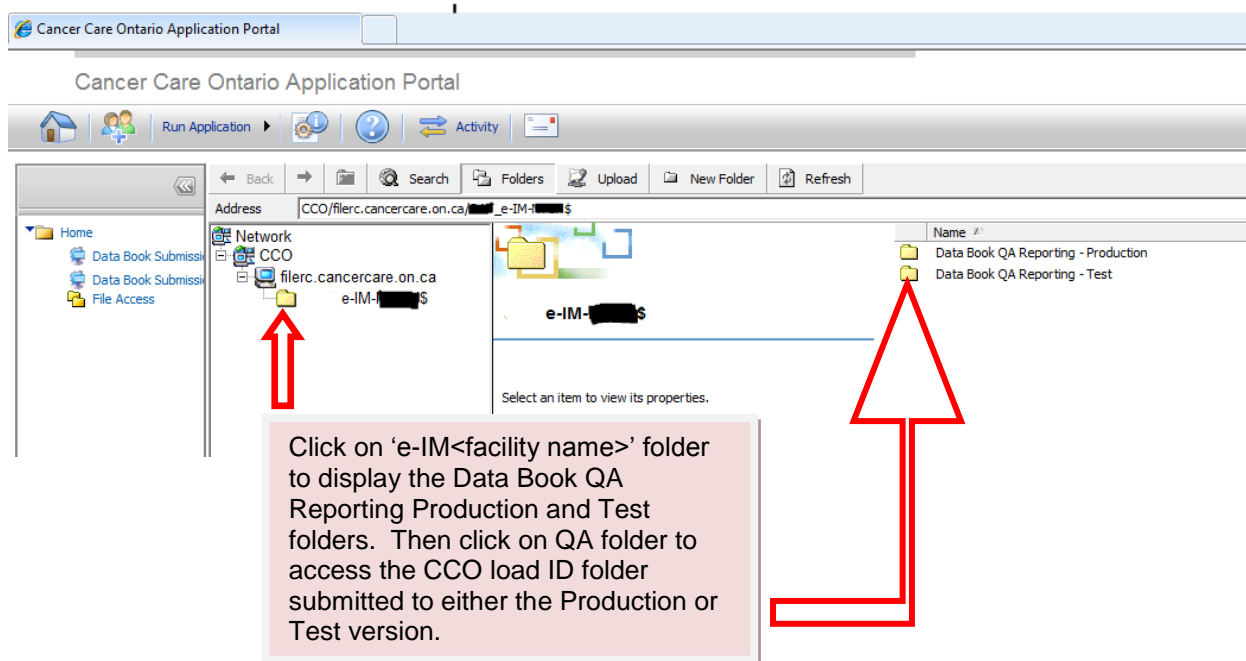 Cancer Care Ontario Application Portal
Cancer Care Ontario Application Portal
Run Application Activity
Back Search Folders Upload New Folder Refresh
Address CCO/filerc.cancercare.on.ca/ _e-IM- $
Home
Data Book Submissi
Data Book Submissi
File Access
Network
CCO
filerc.cancercare.on.ca
e-IM- $
e-IM- $
Select an item to view its properties.
Name
Data Book QA Reporting - Production
Data Book QA Reporting - Test
Click on ‘e-IM<facility name>’ folder
to display the Data Book QA
Reporting Production and Test
folders. Then click on QA folder to
access the CCO load ID folder
submitted to either the Production or
Test version.